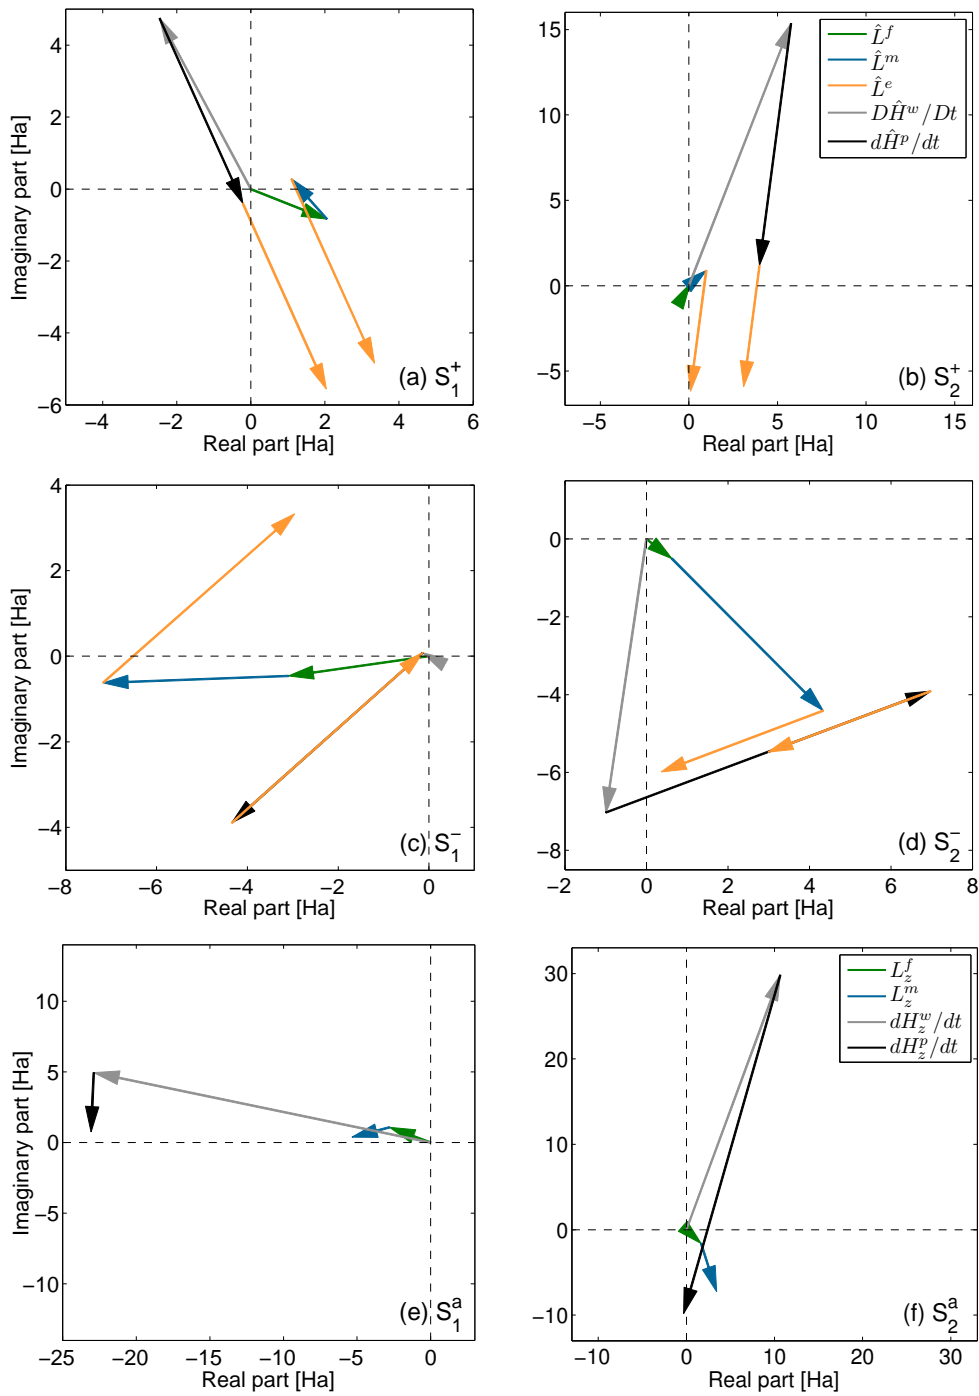 4
2
0
−2
−4
−6
−4
−2
0
2
4
6
Imaginary part [Ha]
Real part [Ha]
(a) S₁⁺
15
10
5
0
−5
−5
0
5
10
15
Real part [Ha]
(b) S₂⁺
L̂ᶠ
L̂ᵐ
L̂ᵉ
DĤʷ/Dt
dĤᵖ/dt
4
2
0
−2
−4
−8
−6
−4
−2
0
Imaginary part [Ha]
Real part [Ha]
(c) S₁⁻
0
−2
−4
−6
−8
−2
0
2
4
6
8
Real part [Ha]
(d) S₂⁻
10
5
0
−5
−10
−25
−20
−15
−10
−5
0
Imaginary part [Ha]
Real part [Ha]
(e) S₁ᵃ
30
20
10
0
−10
−10
0
10
20
30
Real part [Ha]
(f) S₂ᵃ
L_z^f
L_z^m
dH_z^w/dt
dH_z^p/dt